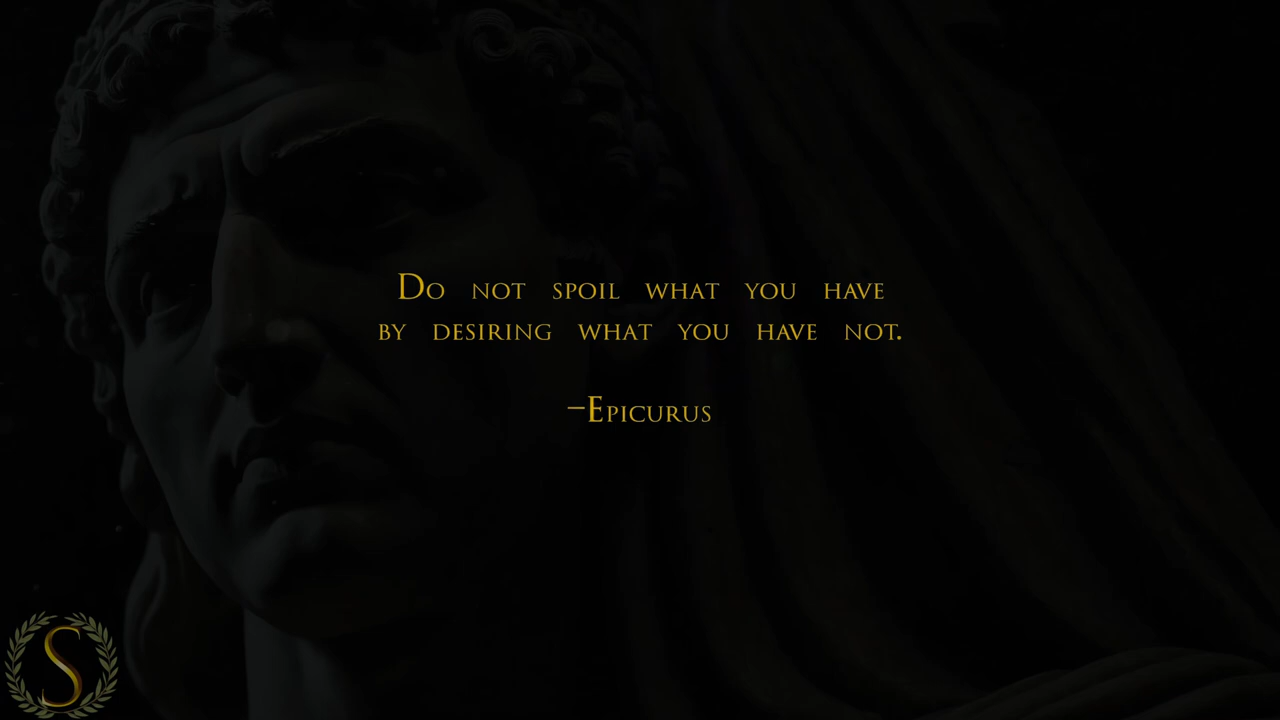 Do not spoil what you have
by desiring what you have not.
–Epicurus
S